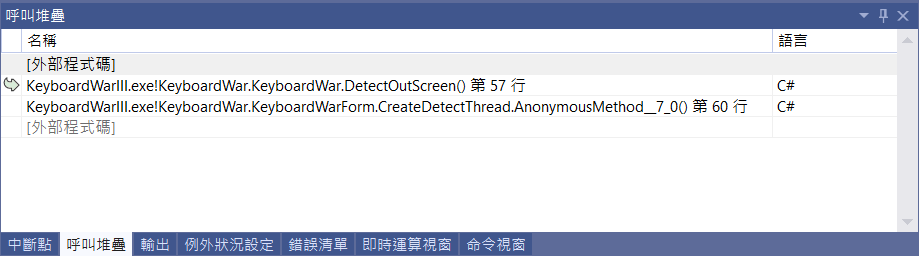 呼叫堆疊
名稱 語言
[外部程式碼]
KeyboardWarIII.exe!KeyboardWar.KeyboardWar.DetectOutScreen() 第 57 行 C#
KeyboardWarIII.exe!KeyboardWar.KeyboardWarForm.CreateDetectThread.AnonymousMethod__7_0() 第 60 行 C#
[外部程式碼]
中斷點 呼叫堆疊 輸出 例外狀況設定 錯誤清單 即時運算視窗 命令視窗